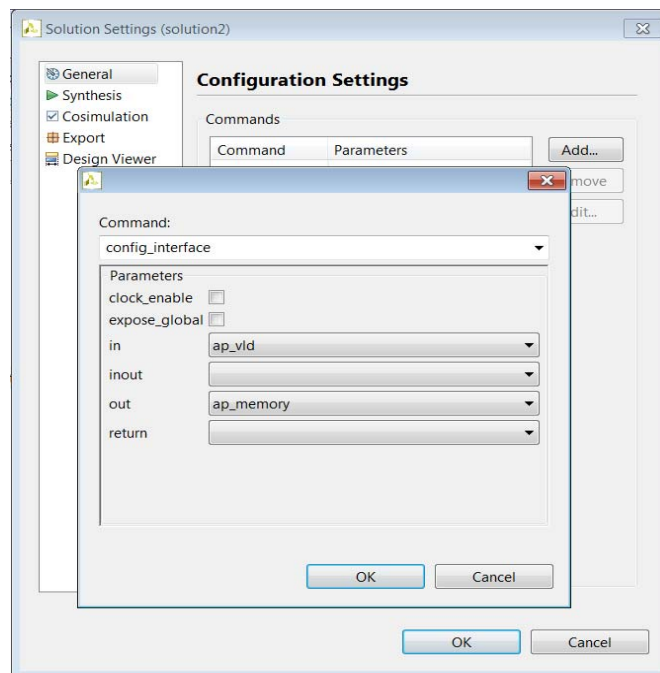 Solution Settings (solution2)
General
Synthesis
Cosimulation
Export
Design Viewer
Configuration Settings
Commands
Command Parameters
Add...
move
dit...
Command:
config_interface
Parameters
clock_enable
expose_global
in ap_vld
inout
out ap_memory
return
OK Cancel
OK Cancel